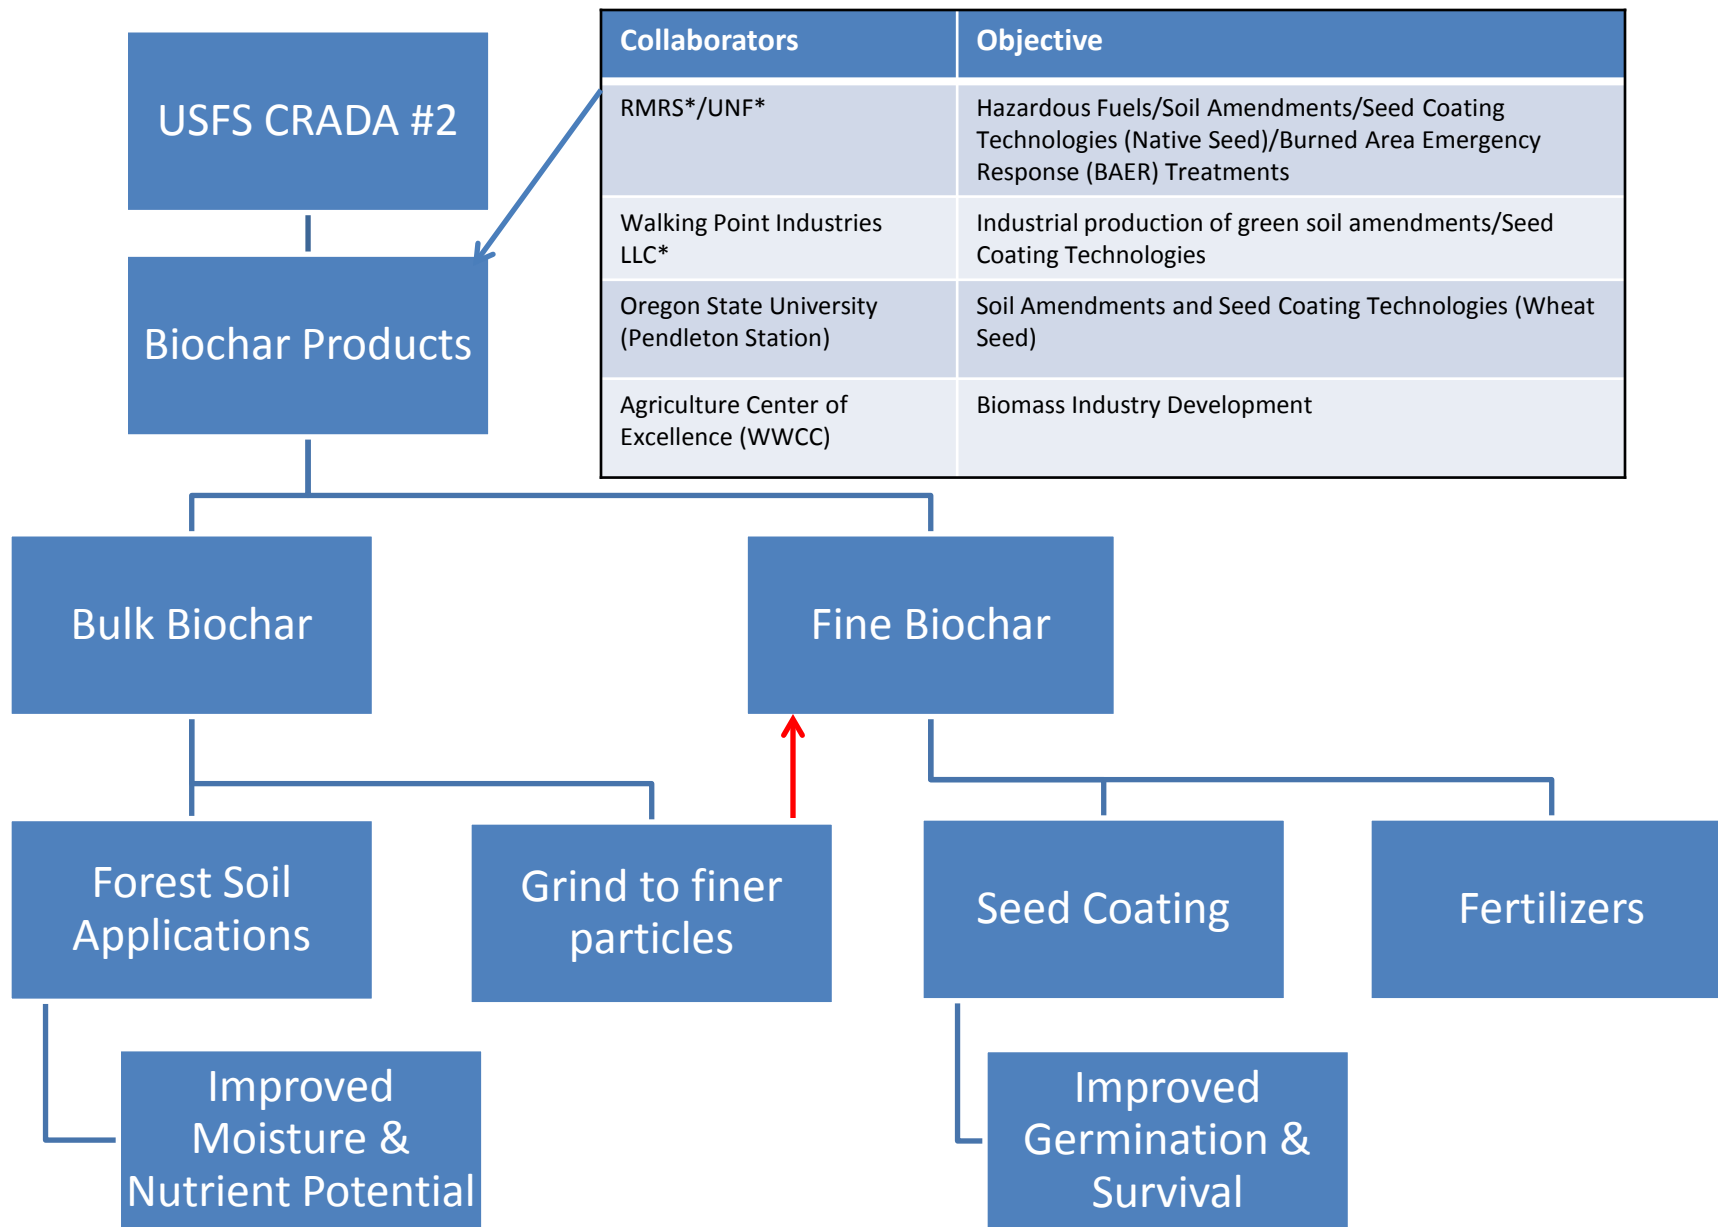 USFS CRADA #2
Collaborators
Objective
RMRS*/UNF*
Hazardous Fuels/Soil Amendments/Seed Coating
Technologies (Native Seed)/Burned Area Emergency
Response (BAER) Treatments
Walking Point Industries
LLC*
Industrial production of green soil amendments/Seed
Coating Technologies
Oregon State University
(Pendleton Station)
Soil Amendments and Seed Coating Technologies (Wheat
Seed)
Agriculture Center of
Excellence (WWCC)
Biomass Industry Development
Biochar Products
Bulk Biochar
Fine Biochar
Forest Soil
Applications
Grind to finer
particles
Seed Coating
Fertilizers
Improved
Moisture &
Nutrient Potential
Improved
Germination &
Survival